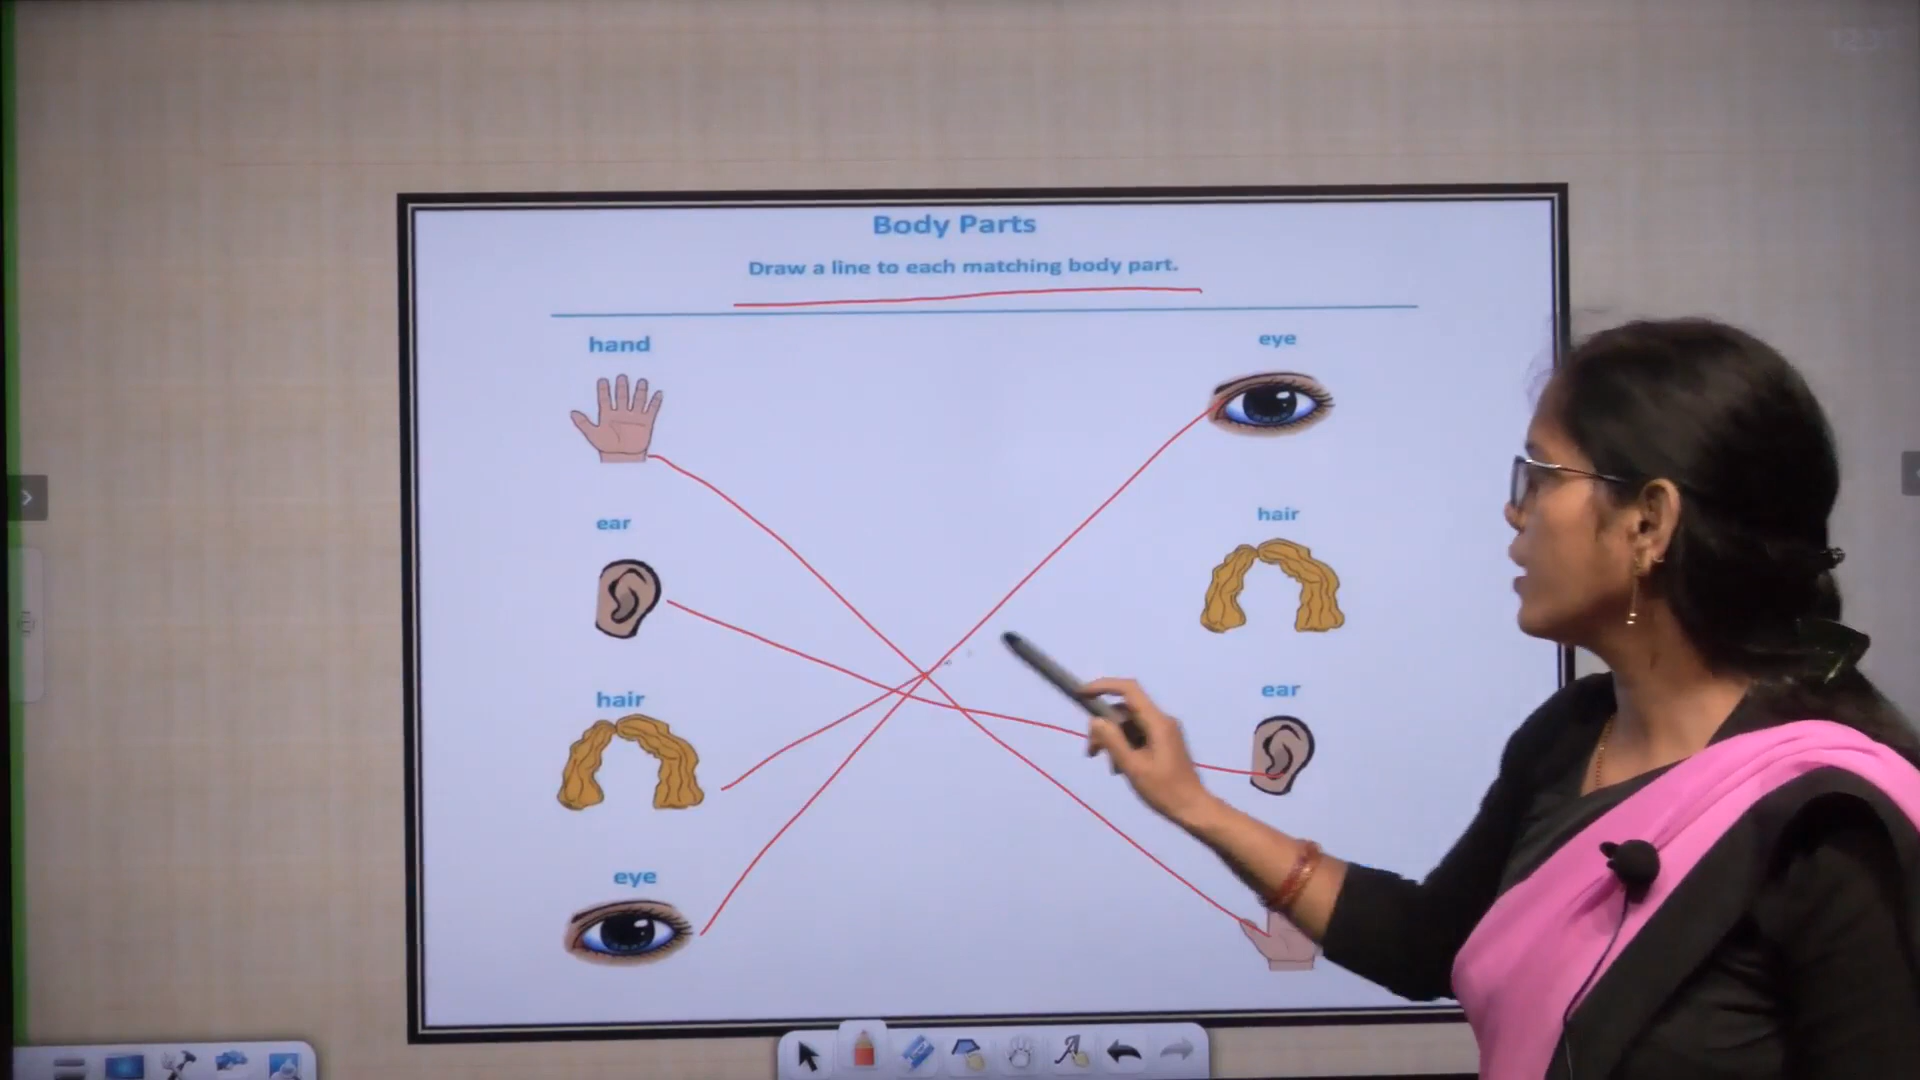 Body Parts
Draw a line to each matching body part.
hand
eye
ear
hair
hair
ear
eye